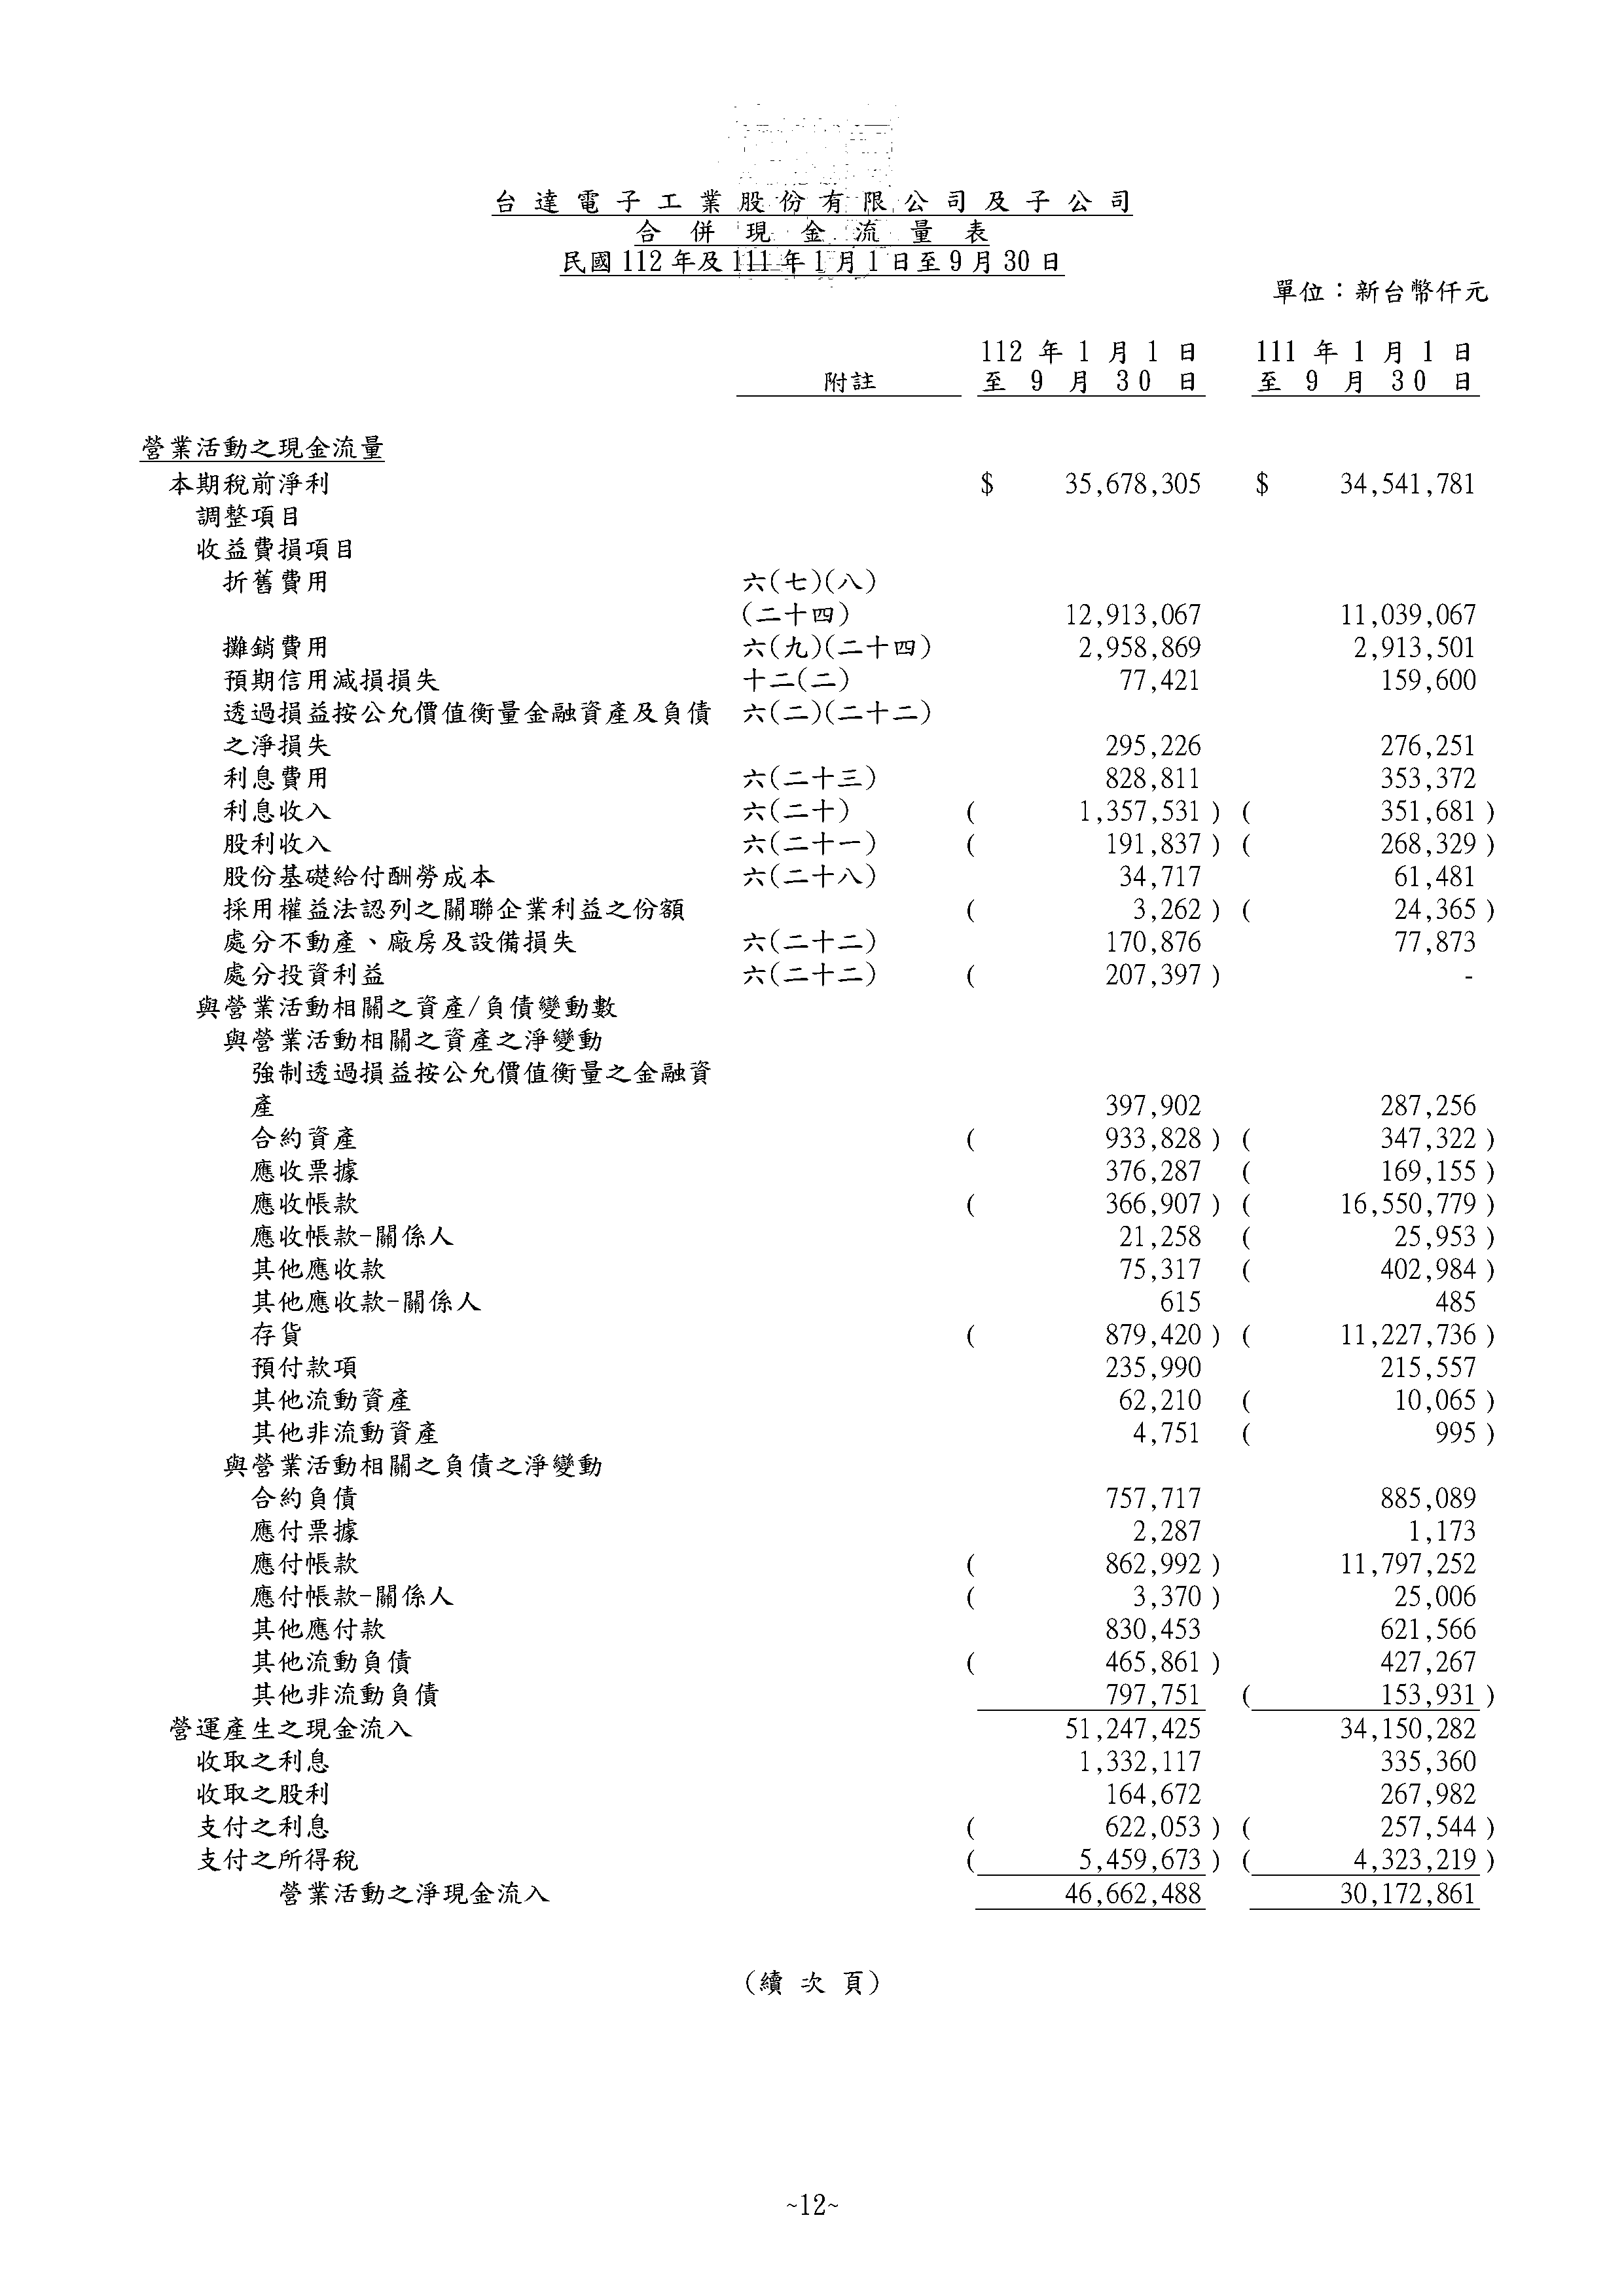 台達電子工業股份有限公司及子公司
合併現金流量表
民國112年及111年1月1日至9月30日
單位：新台幣仟元
112年1月1日 111年1月1日
附註 至9月30日 至9月30日
營業活動之現金流量
本期稅前淨利 $ 35,678,305 $ 34,541,781
調整項目
收益費損項目
折舊費用 六(七)(八)
(二十四) 12,913,067 11,039,067
攤銷費用 六(九)(二十四) 2,958,869 2,913,501
預期信用減損損失 十二(二) 77,421 159,600
透過損益按公允價值衡量金融資產及負債 六(二)(二十二)
之淨損失 295,226 276,251
利息費用 六(二十三) 828,811 353,372
利息收入 六(二十) ( 1,357,531 ) ( 351,681 )
股利收入 六(二十一) ( 191,837 ) ( 268,329 )
股份基礎給付酬勞成本 六(二十八) 34,717 61,481
採用權益法認列之關聯企業利益之份額 ( 3,262 ) ( 24,365 )
處分不動產、廠房及設備損失 六(二十二) 170,876 77,873
處分投資利益 六(二十二) ( 207,397 ) -
與營業活動相關之資產/負債變動數
與營業活動相關之資產之淨變動
強制透過損益按公允價值衡量之金融資
產 397,902 287,256
合約資產 ( 933,828 ) ( 347,322 )
應收票據 376,287 ( 169,155 )
應收帳款 ( 366,907 ) ( 16,550,779 )
應收帳款-關係人 21,258 ( 25,953 )
其他應收款 75,317 ( 402,984 )
其他應收款-關係人 615 485
存貨 ( 879,420 ) ( 11,227,736 )
預付款項 235,990 215,557
其他流動資產 62,210 ( 10,065 )
其他非流動資產 4,751 ( 995 )
與營業活動相關之負債之淨變動
合約負債 757,717 885,089
應付票據 2,287 1,173
應付帳款 ( 862,992 ) 11,797,252
應付帳款-關係人 ( 3,370 ) 25,006
其他應付款 830,453 621,566
其他流動負債 ( 465,861 ) 427,267
其他非流動負債 797,751 ( 153,931 )
營運產生之現金流入 51,247,425 34,150,282
收取之利息 1,332,117 335,360
收取之股利 164,672 267,982
支付之利息 ( 622,053 ) ( 257,544 )
支付之所得稅 ( 5,459,673 ) ( 4,323,219 )
營業活動之淨現金流入 46,662,488 30,172,861
(續次頁)
~12~